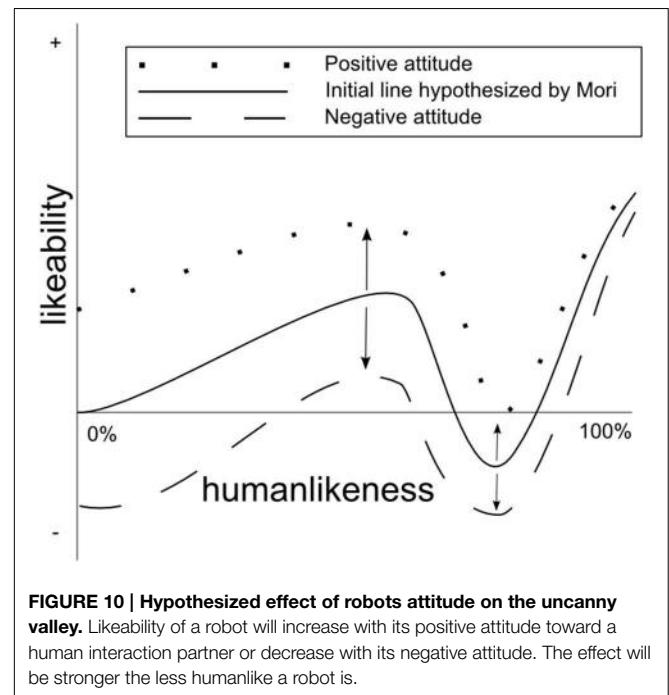 +
Positive attitude
Initial line hypothesized by Mori
Negative attitude
likeability
0%
100%
humanlikeness
-
FIGURE 10 | Hypothesized effect of robots attitude on the uncanny
valley. Likeability of a robot will increase with its positive attitude toward a
human interaction partner or decrease with its negative attitude. The effect will
be stronger the less humanlike a robot is.